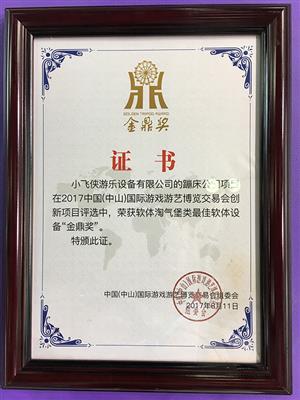 GOLDEN TRIPOD AWARD
金鼎奖
证 书
小飞侠游乐设备有限公司的蹦床公园项目
在2017中国(中山)国际游戏游艺博览交易会创
新项目评选中，荣获软体淘气堡类最佳软体设
备“金鼎奖”。
特颁此证。
中国(中山)国际游戏游艺博览交易会组委会
2017年6月11日